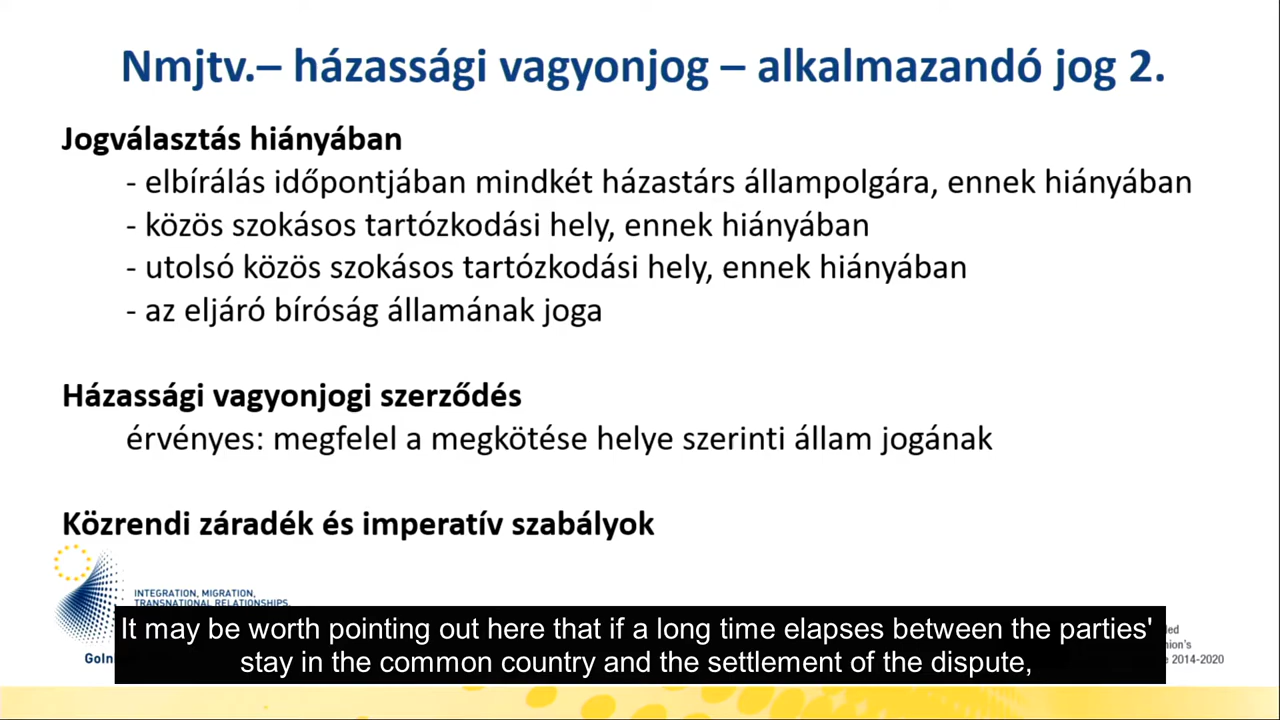 Nmjtv.– házassági vagyonjog – alkalmazandó jog 2.
Jogválasztás hiányában
- elbírálás időpontjában mindkét házastárs állampolgára, ennek hiányában
- közös szokásos tartózkodási hely, ennek hiányában
- utolsó közös szokásos tartózkodási hely, ennek hiányában
- az eljáró bíróság államának joga
Házassági vagyonjogi szerződés
érvényes: megfelel a megkötése helye szerinti állam jogának
Közrendi záradék és imperatív szabályok
INTEGRATION, MIGRATION,
TRANSNATIONAL RELATIONSHIPS.
It may be worth pointing out here that if a long time elapses between the parties'
stay in the common country and the settlement of the dispute,
2014-2020